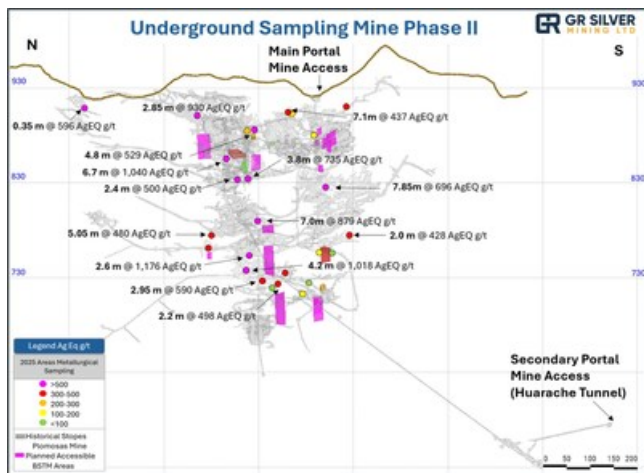 Underground Sampling Mine Phase II
GR SILVER
MINING LTD
N
S
Main Portal
Mine Access
930
930
2.85 m @ 930 AgEQ g/t
7.1m @ 437 AgEQ g/t
0.35 m @ 596 AgEQ g/t
4.8 m @ 529 AgEQ g/t
3.8m @ 735 AgEQ g/t
6.7 m @ 1,040 AgEQ g/t
2.4 m @ 500 AgEQ g/t
830
830
7.85m @ 696 AgEQ g/t
7.0m @ 879 AgEQ g/t
5.05 m @ 480 AgEQ g/t
2.0 m @ 428 AgEQ g/t
2.6 m @ 1,176 AgEQ g/t
4.2 m @ 1,018 AgEQ g/t
730
730
2.95 m @ 590 AgEQ g/t
2.2 m @ 498 AgEQ g/t
Legend Ag Eq g/t
2025 Areas Metallurgical
Sampling
>500
300-500
200-300
100-200
<100
Historical Stopes
Plomosas Mine
Planned Accessible
BSTM Areas
Secondary Portal
Mine Access
(Huarache Tunnel)
0 50 100 150 200